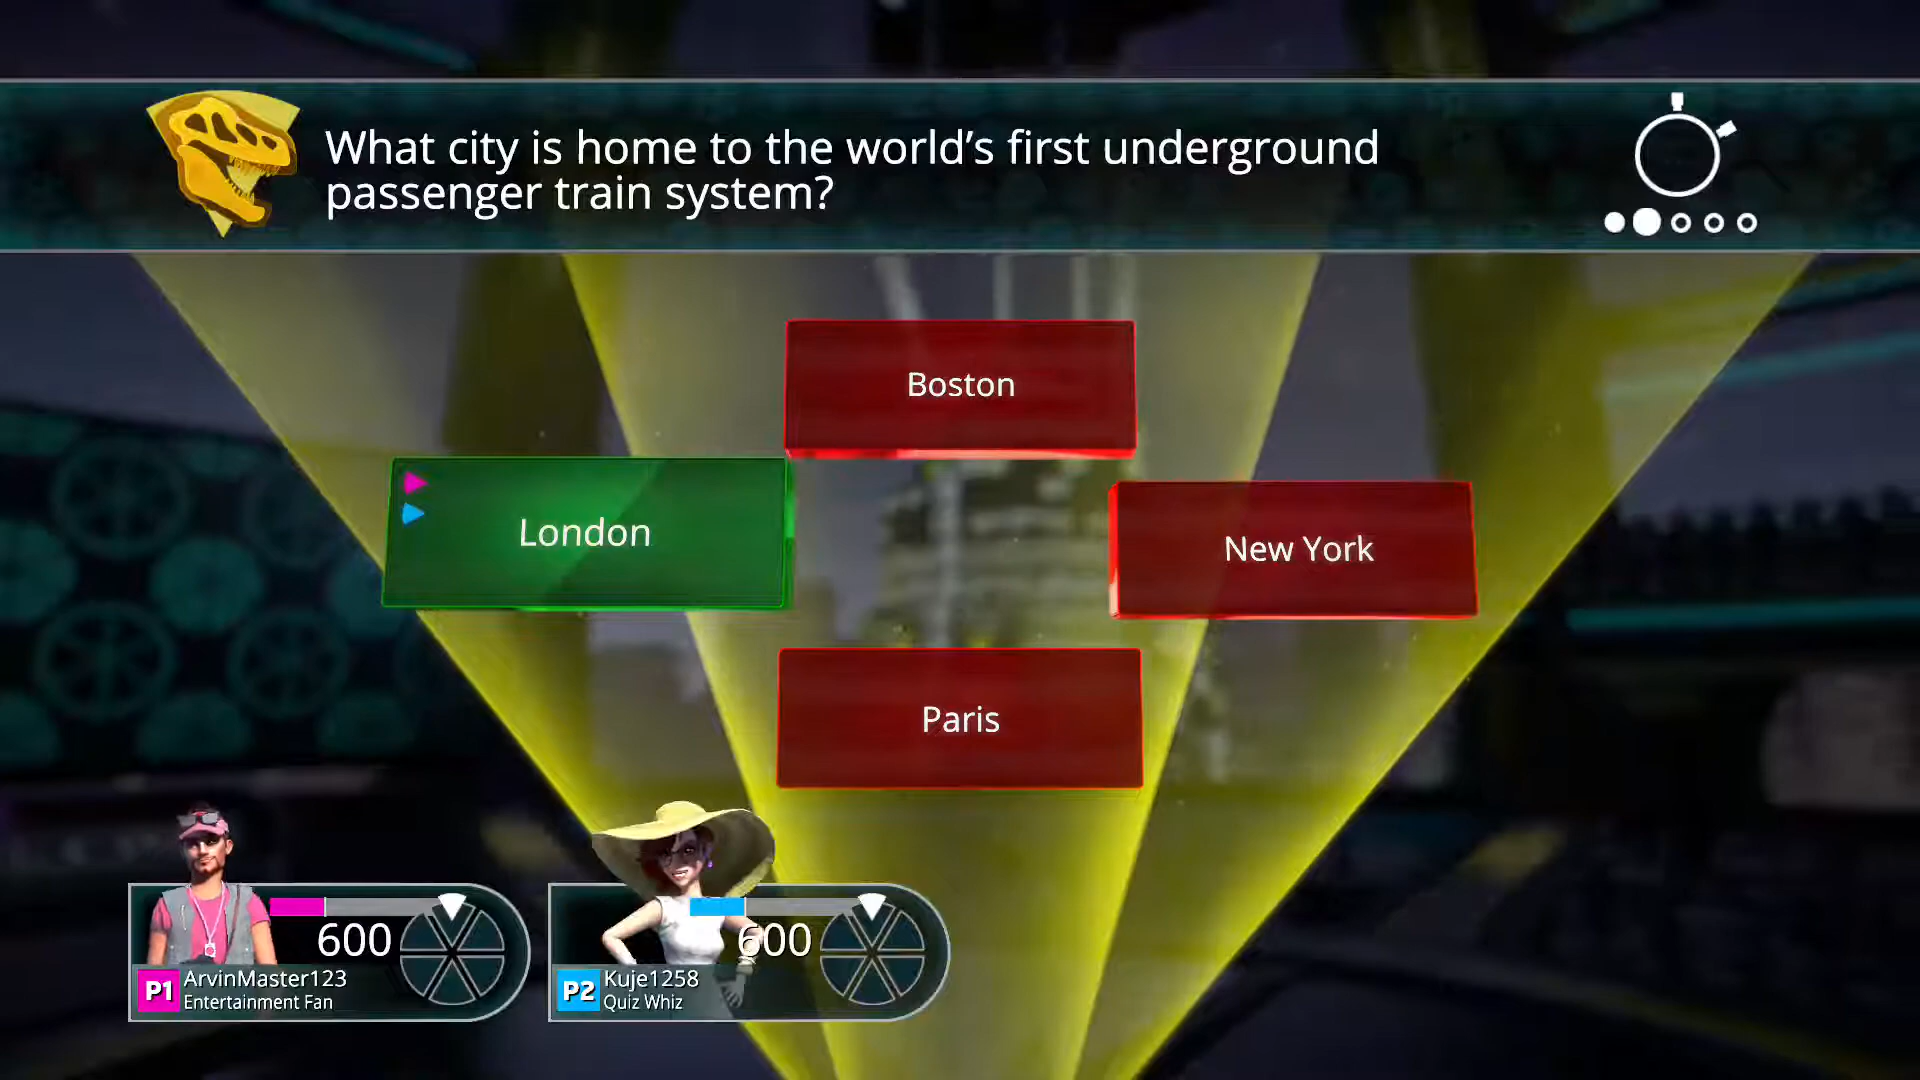 What city is home to the world’s first underground
passenger train system?
Boston
London
New York
Paris
600
P1
ArvinMaster123
Entertainment Fan
600
P2
Kuje1258
Quiz Whiz